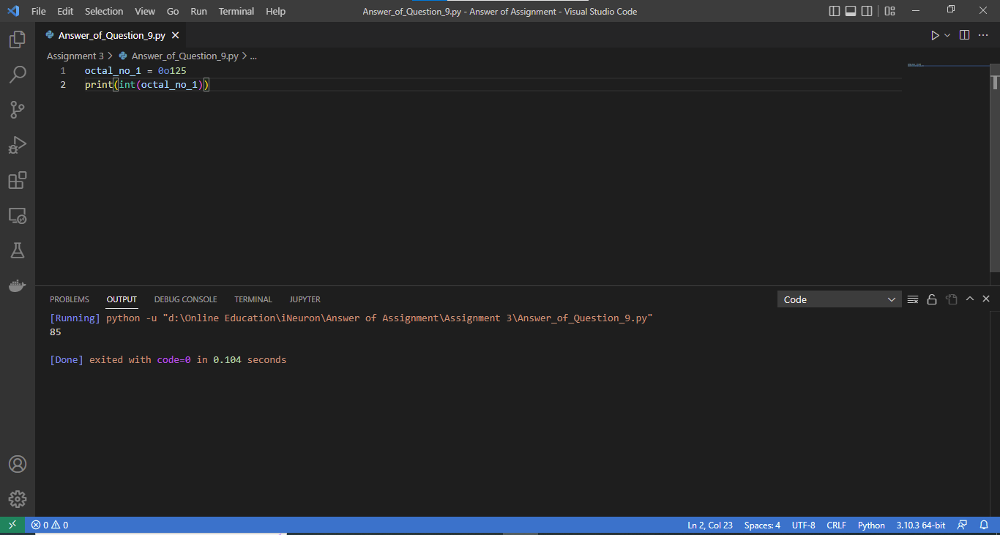 File Edit Selection View Go Run Terminal Help Answer_of_Question_9.py - Answer of Assignment - Visual Studio Code
Answer_of_Question_9.py
Assignment 3 > Answer_of_Question_9.py > ...
1 octal_no_1 = 0o125
2 print(int(octal_no_1))
PROBLEMS OUTPUT DEBUG CONSOLE TERMINAL JUPYTER Code
[Running] python -u "d:\Online Education\iNeuron\Answer of Assignment\Assignment 3\Answer_of_Question_9.py"
85
[Done] exited with code=0 in 0.104 seconds
0 0 Ln 2, Col 23 Spaces: 4 UTF-8 CRLF Python 3.10.3 64-bit